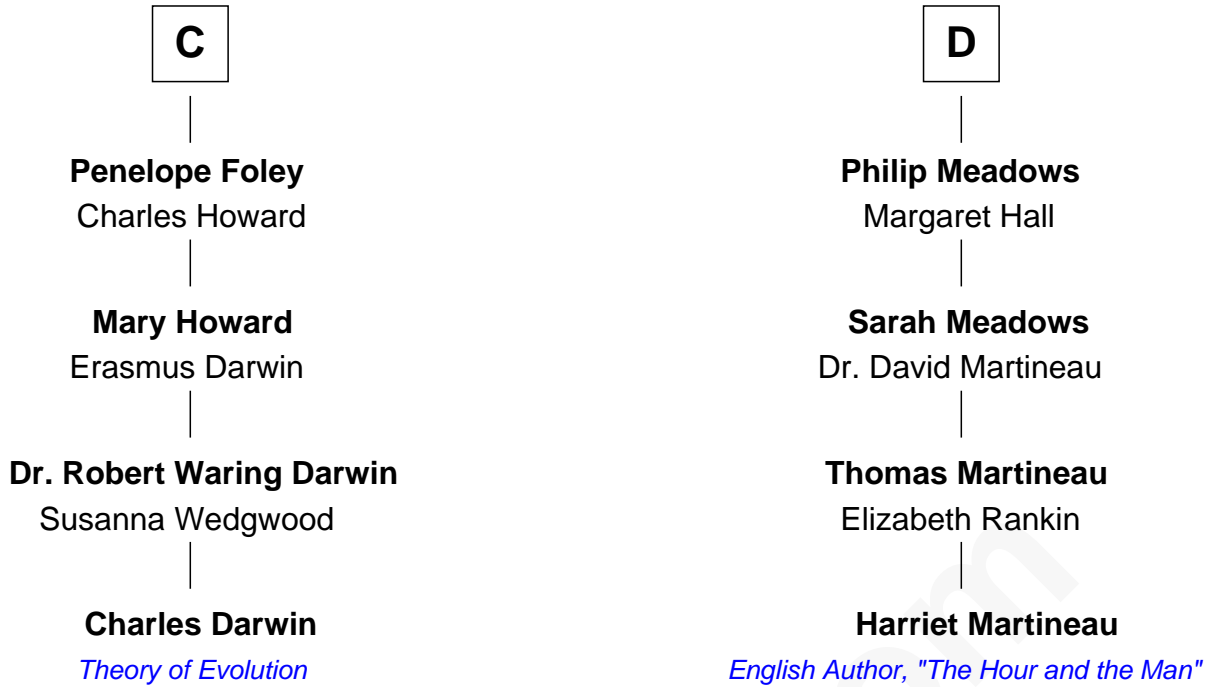 C
Penelope Foley
Charles Howard
Mary Howard
Erasmus Darwin
Dr. Robert Waring Darwin
Susanna Wedgwood
Charles Darwin
Theory of Evolution
D
Philip Meadows
Margaret Hall
Sarah Meadows
Dr. David Martineau
Thomas Martineau
Elizabeth Rankin
Harriet Martineau
English Author, "The Hour and the Man"